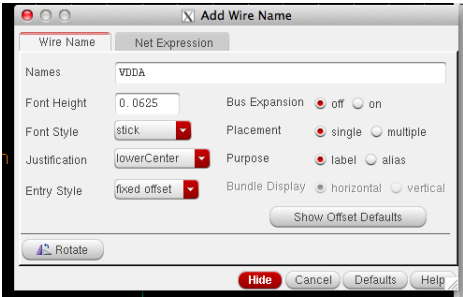 Add Wire Name
Wire Name Net Expression
Names VDDA
Font Height 0.0625 Bus Expansion off on
Font Style stick Placement single multiple
Justification lowerCenter Purpose label alias
Entry Style fixed offset Bundle Display horizontal vertical
Show Offset Defaults
Rotate
Hide Cancel Defaults Help